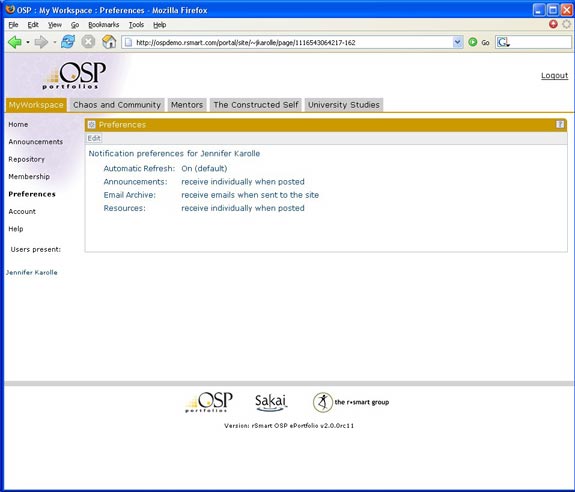 OSP : My Workspace : Preferences - Mozilla Firefox
File Edit View Go Bookmarks Tools Help
http://ospdemo.rsmart.com/portal/site/~jkarolle/page/1116543064217-162 Go G
OSP
portfolios
Logout
MyWorkspace Chaos and Community Mentors The Constructed Self University Studies
Home
Announcements
Repository
Membership
Preferences
Account
Help
Users present:
Jennifer Karolle
Preferences ?
Edit
Notification preferences for Jennifer Karolle
Automatic Refresh: On (default)
Announcements: receive individually when posted
Email Archive: receive emails when sent to the site
Resources: receive individually when posted
OSP portfolios Sakai the r•smart group
Version: rSmart OSP ePortfolio v2.0.0rc11